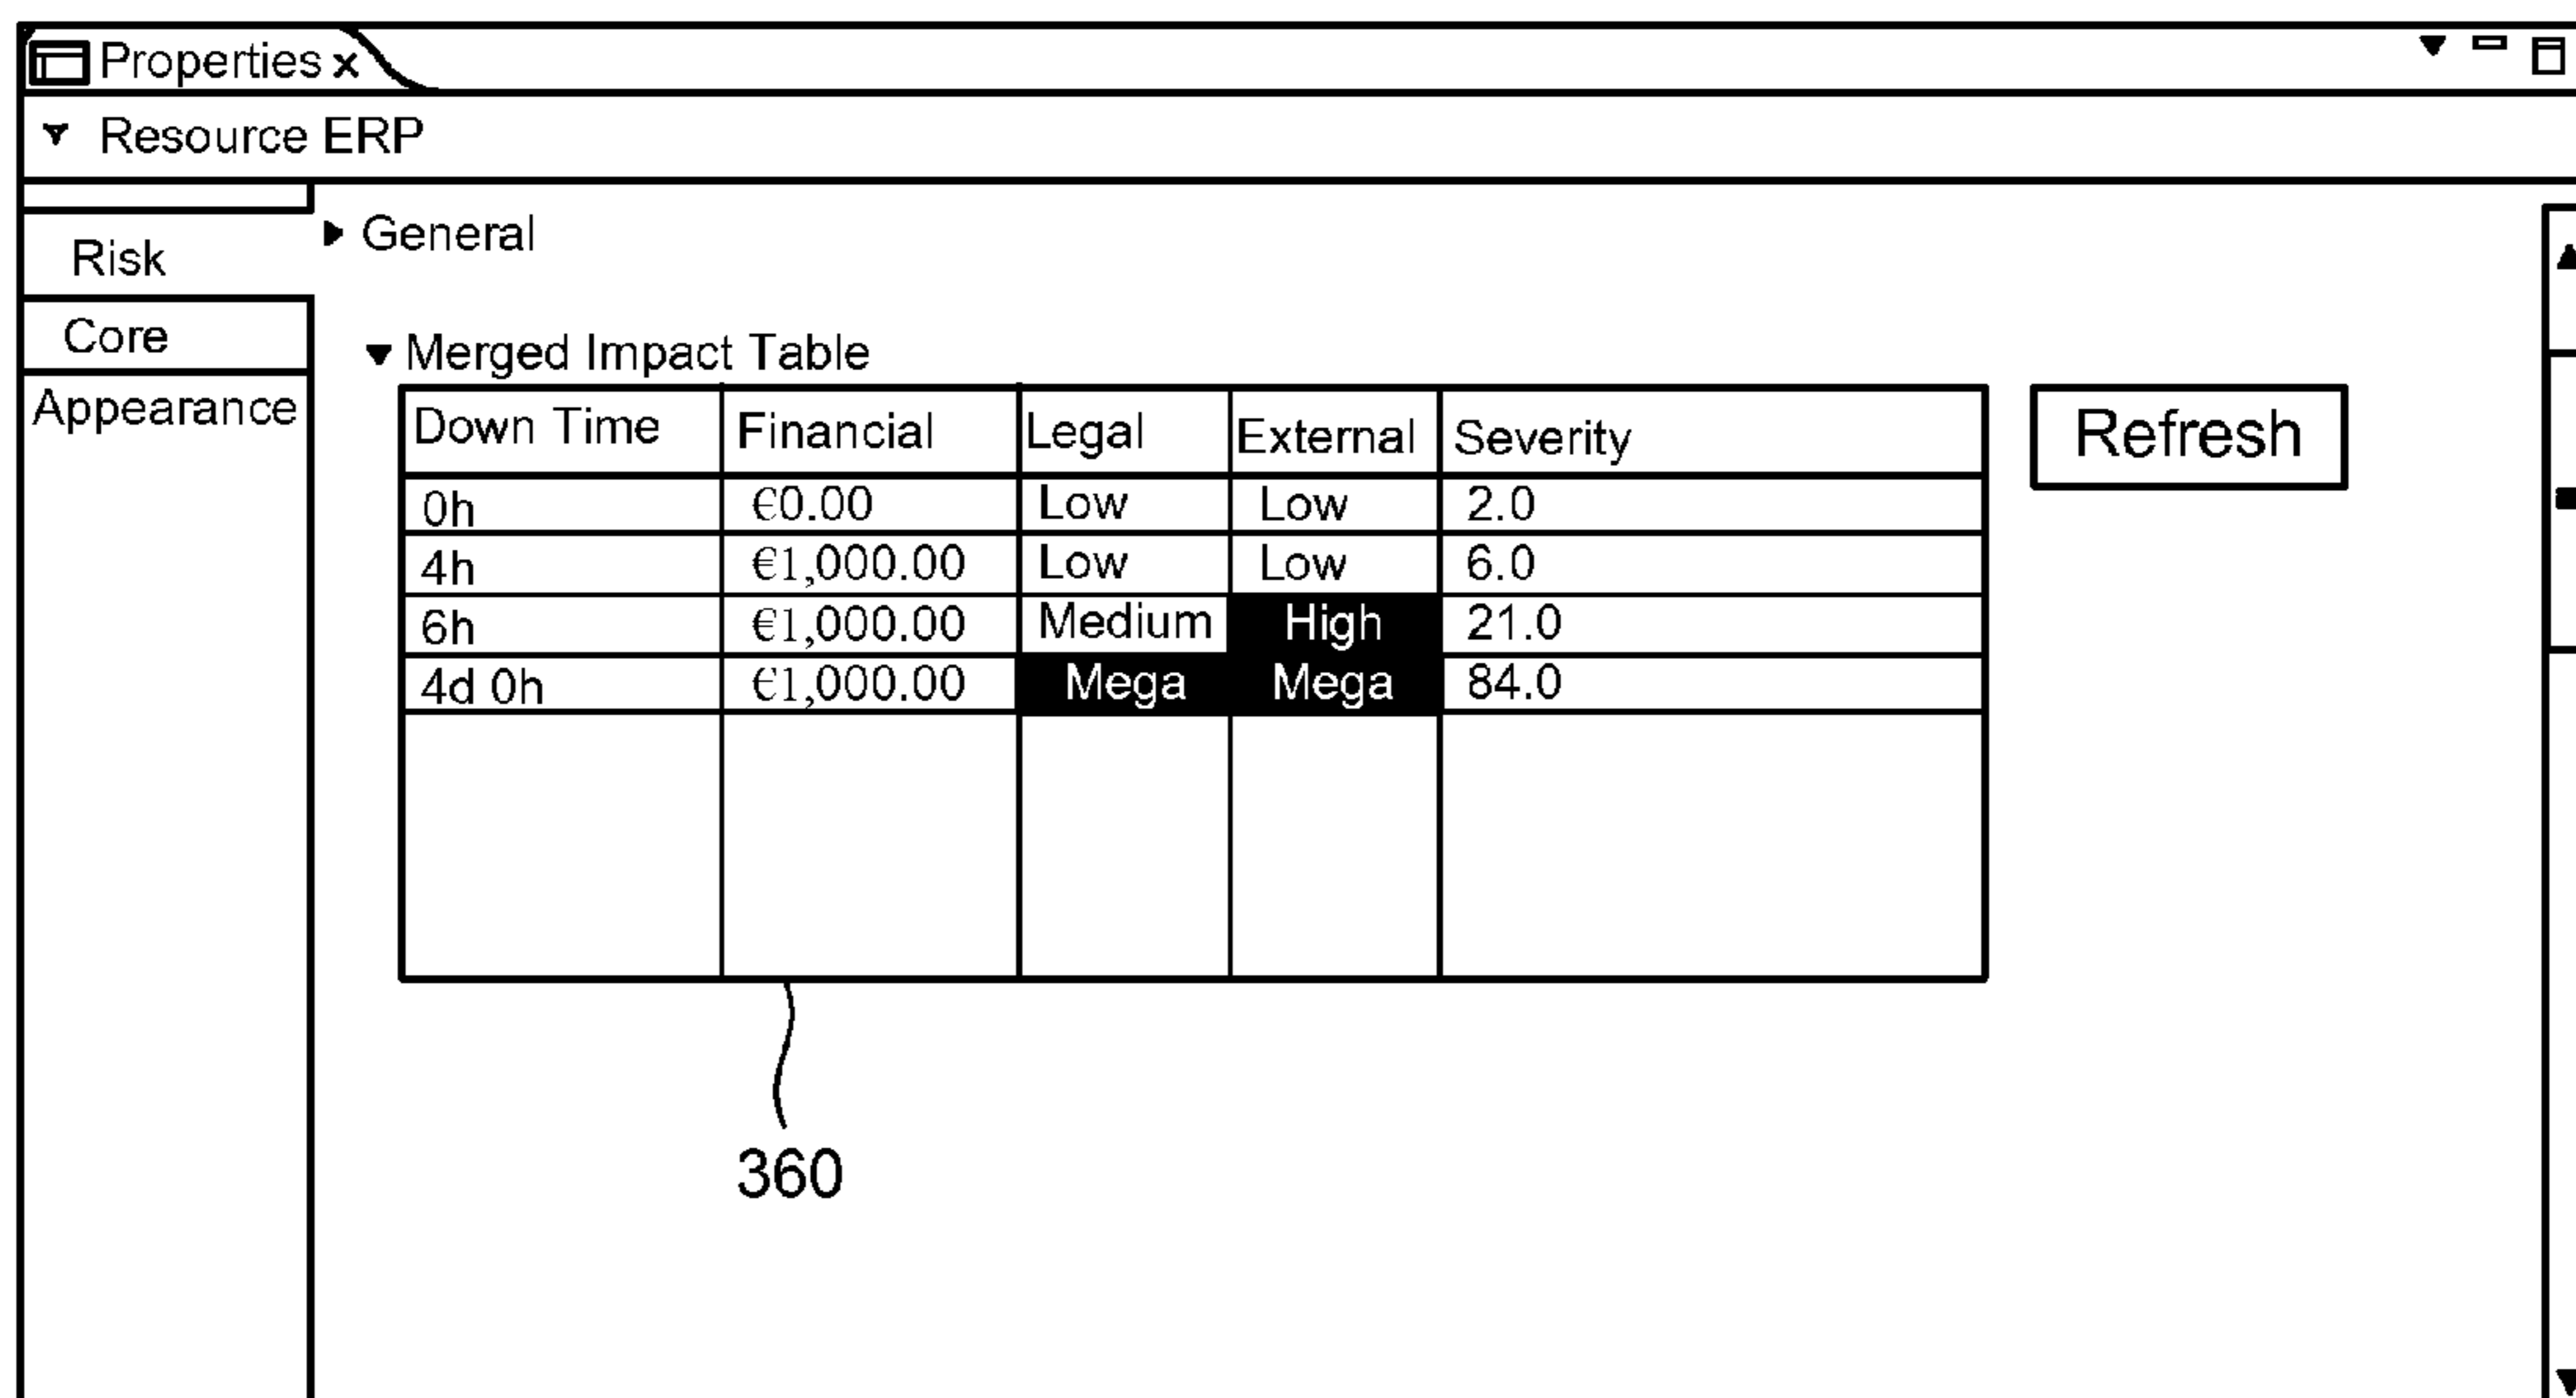 Properties x
Resource ERP
Risk
Core
Appearance
General
Merged Impact Table
Down Time Financial Legal External Severity
0h €0.00 Low Low 2.0
4h €1,000.00 Low Low 6.0
6h €1,000.00 Medium High 21.0
4d 0h €1,000.00 Mega Mega 84.0
Refresh
360